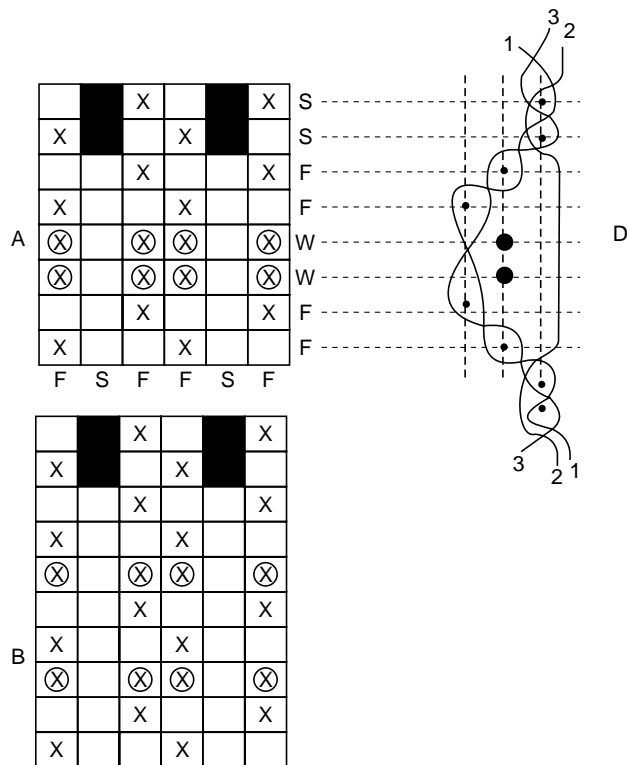 3
1 2
X X S
X X S
X X F
X X F
A X X X X W D
X X X X W
X X F
X X F
F S F F S F
X X
X X
X X
3 2 1
X X
X X X X
X X
X X
B
X X X X
X X
X X